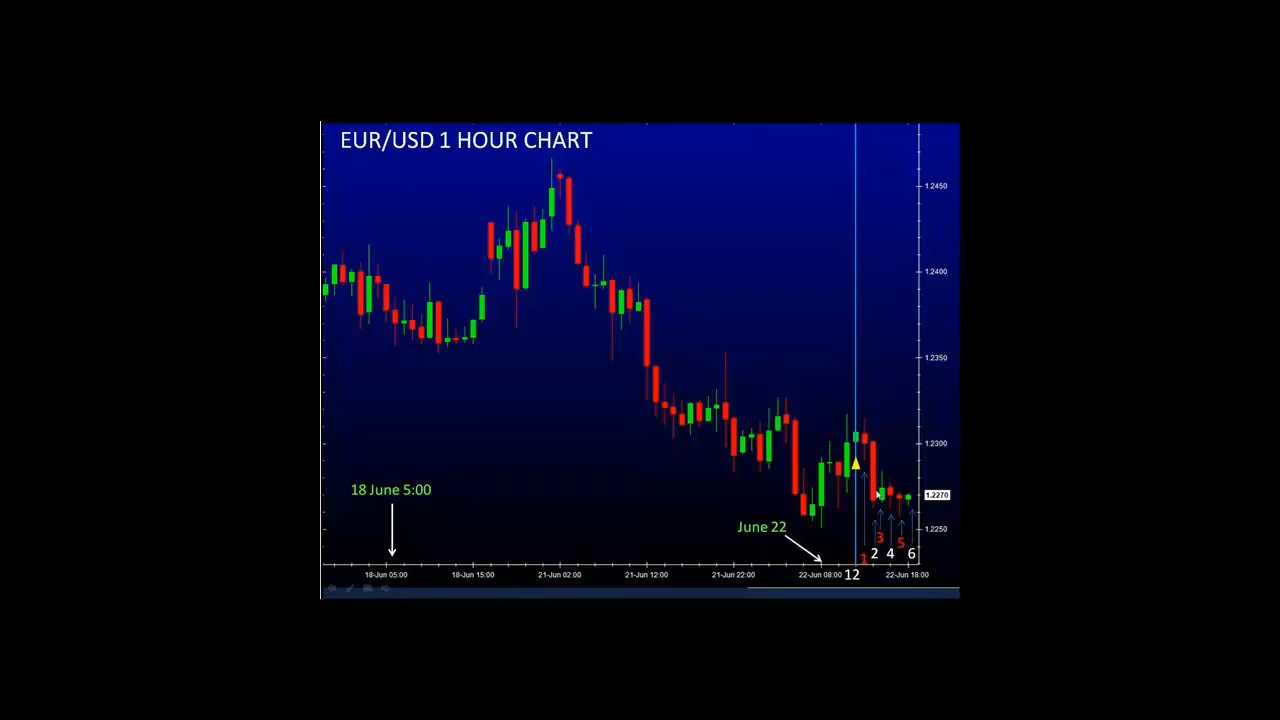 EUR/USD 1 HOUR CHART
1.2450
1.2400
1.2350
1.2300
1.2270
1.2250
18 June 5:00
June 22
3
5
1
2
4
6
18-Jun 05:00
18-Jun 15:00
21-Jun 02:00
21-Jun 12:00
21-Jun 22:00
22-Jun 08:00
12
22-Jun 18:00